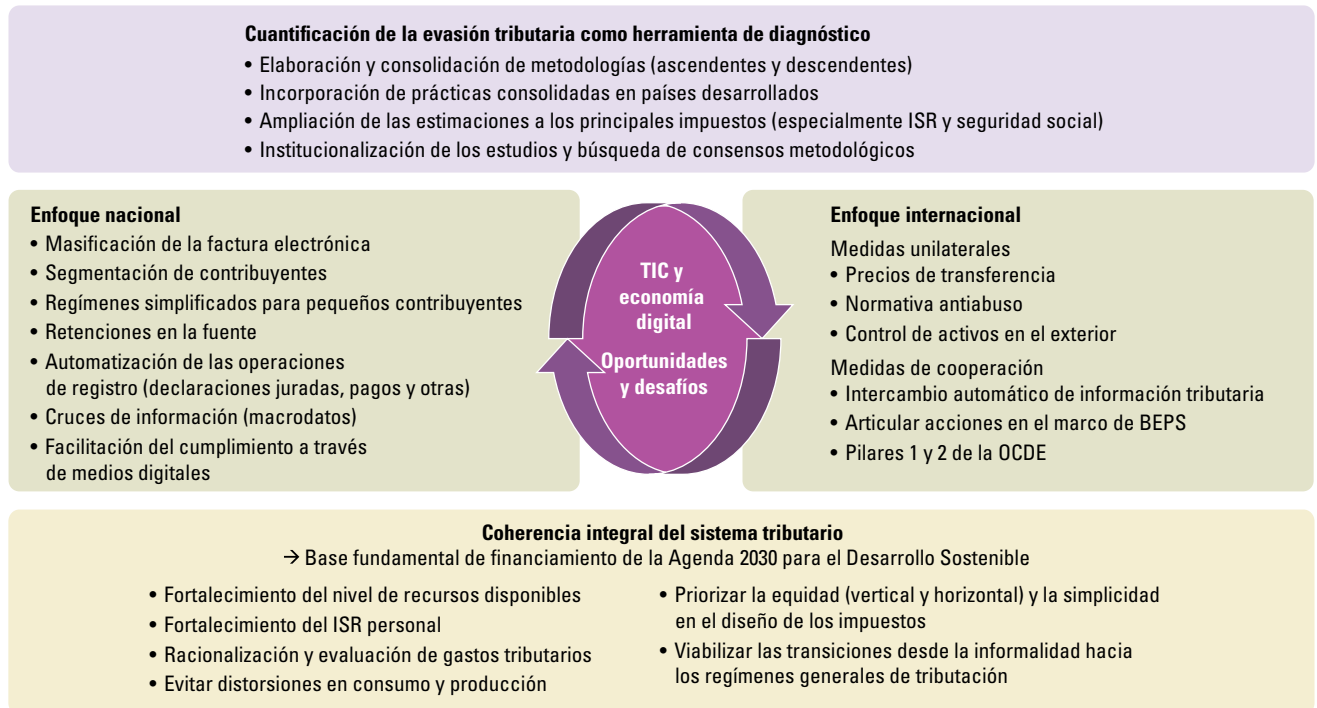 Cuantificación de la evasión tributaria como herramienta de diagnóstico
• Elaboración y consolidación de metodologías (ascendentes y descendentes)
• Incorporación de prácticas consolidadas en países desarrollados
• Ampliación de las estimaciones a los principales impuestos (especialmente ISR y seguridad social)
• Institucionalización de los estudios y búsqueda de consensos metodológicos
Enfoque nacional
• Masificación de la factura electrónica
• Segmentación de contribuyentes
• Regímenes simplificados para pequeños contribuyentes
• Retenciones en la fuente
• Automatización de las operaciones
de registro (declaraciones juradas, pagos y otras)
• Cruces de información (macrodatos)
• Facilitación del cumplimiento a través
de medios digitales
TIC y
economía
digital
Oportunidades
y desafíos
Enfoque internacional
Medidas unilaterales
• Precios de transferencia
• Normativa antiabuso
• Control de activos en el exterior
Medidas de cooperación
• Intercambio automático de información tributaria
• Articular acciones en el marco de BEPS
• Pilares 1 y 2 de la OCDE
Coherencia integral del sistema tributario
→ Base fundamental de financiamiento de la Agenda 2030 para el Desarrollo Sostenible
• Fortalecimiento del nivel de recursos disponibles
• Fortalecimiento del ISR personal
• Racionalización y evaluación de gastos tributarios
• Evitar distorsiones en consumo y producción
• Priorizar la equidad (vertical y horizontal) y la simplicidad
en el diseño de los impuestos
• Viabilizar las transiciones desde la informalidad hacia
los regímenes generales de tributación